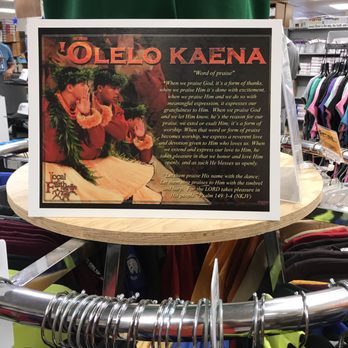 'OLELO KAENA
"Word of praise"
"When we praise God, it's a form of thanks,
when we praise Him it's done with excitement,
when we praise Him and we do so with
meaningful expression, it expresses our
gratefulness to Him. When we praise God
and we let Him know, he's the reason for our
praise, we extol or exalt Him; it's a form of
worship. When that word or form of praise
becomes worship, we express a reverent love
and devotion given to Him who loves us. When
we extend and express our love to Him, he
takes pleasure in that we honor and love Him
openly, and as such He blesses us openly.
Let them praise His name with the dance;
Let them sing praises to Him with the timbrel
and harp. For the LORD takes pleasure in
His people." Psalm 149:3-4 (NKJV)
Local
Faith